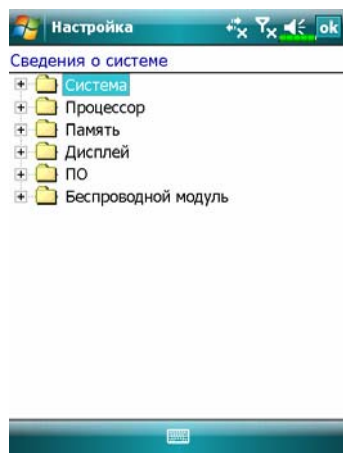 Настройка ok
Сведения о системе
Система
Процессор
Память
Дисплей
ПО
Беспроводной модуль